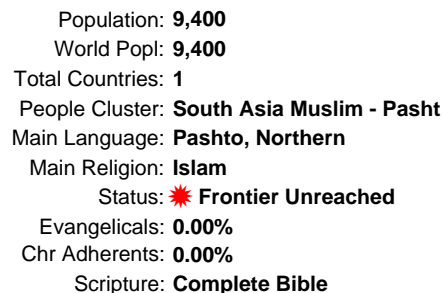 Population: 9,400
World Popl: 9,400
Total Countries: 1
People Cluster: South Asia Muslim - Pasht
Main Language: Pashto, Northern
Main Religion: Islam
Status: Frontier Unreached
Evangelicals: 0.00%
Chr Adherents: 0.00%
Scripture: Complete Bible